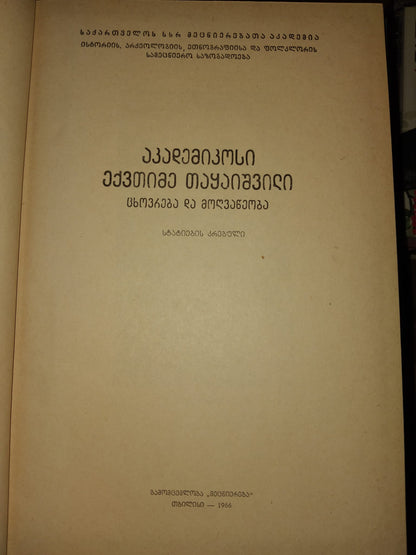 საქართველოს სსრ მეცნიერებათა აკადემია
ისტორიის, არქეოლოგიის, ეთნოგრაფიისა და ფოლკლორის
სამეცნიერო საზოგადოება
აკადემიკოსი
ექვთიმე თაყაიშვილი
ცხოვრება და მოღვაწეობა
სტატიების კრებული
გამომცემლობა „მეცნიერება“
თბილისი — 1966